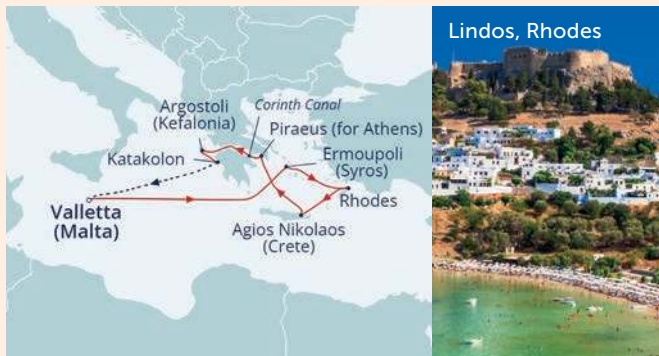 Argostoli
(Kefalonia)
Corinth Canal
Piraeus (for Athens)
Katakolon
Ermoupoli
(Syros)
Valletta
(Malta)
Rhodes
Agios Nikolaos
(Crete)
Lindos, Rhodes